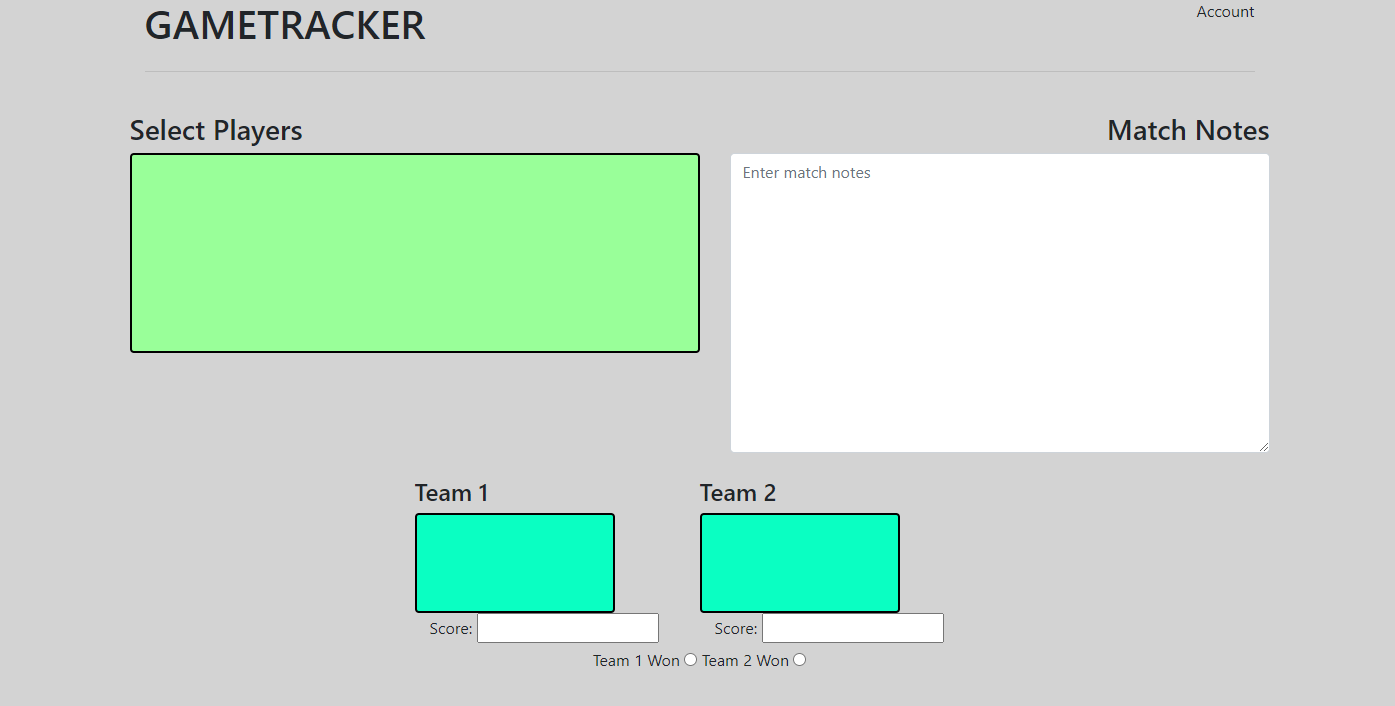 GAMETRACKER
Account
Select Players
Match Notes
Enter match notes
Team 1
Team 2
Score:
Score:
Team 1 Won Team 2 Won